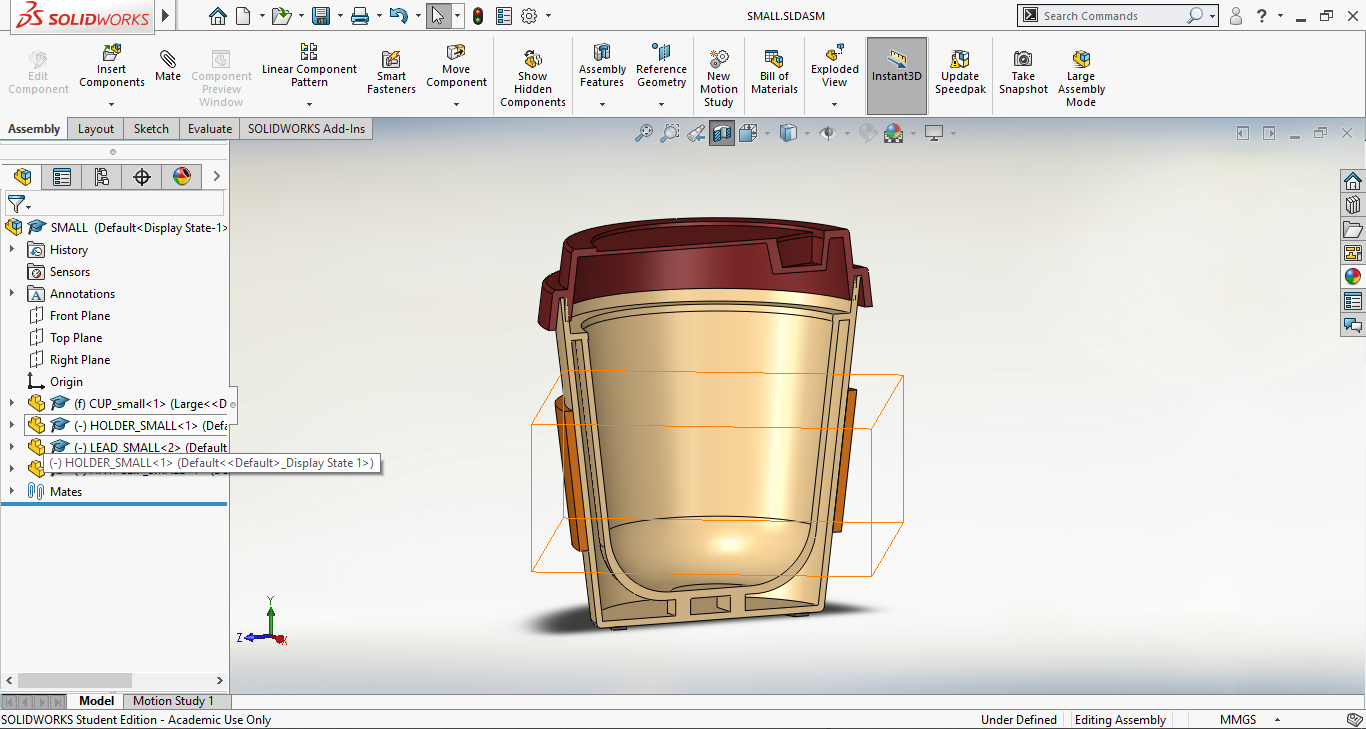 SOLIDWORKS
SMALL.SLDASM
Search Commands
Edit Component
Insert Components
Mate
Component Preview Window
Linear Component Pattern
Smart Fasteners
Move Component
Show Hidden Components
Assembly Features
Reference Geometry
New Motion Study
Bill of Materials
Exploded View
Instant3D
Update Speedpak
Take Snapshot
Large Assembly Mode
Assembly
Layout
Sketch
Evaluate
SOLIDWORKS Add-Ins
SMALL (Default<Display State-1>
History
Sensors
Annotations
Front Plane
Top Plane
Right Plane
Origin
(f) CUP_small<1> (Large<<D
(-) HOLDER_SMALL<1> (Defa
(-) LEAD_SMALL<2> (Default
(-) HOLDER_SMALL<1> (Default<<Default>_Display State 1>)
Mates
Y
Z
X
Model
Motion Study 1
SOLIDWORKS Student Edition - Academic Use Only
Under Defined
Editing Assembly
MMGS